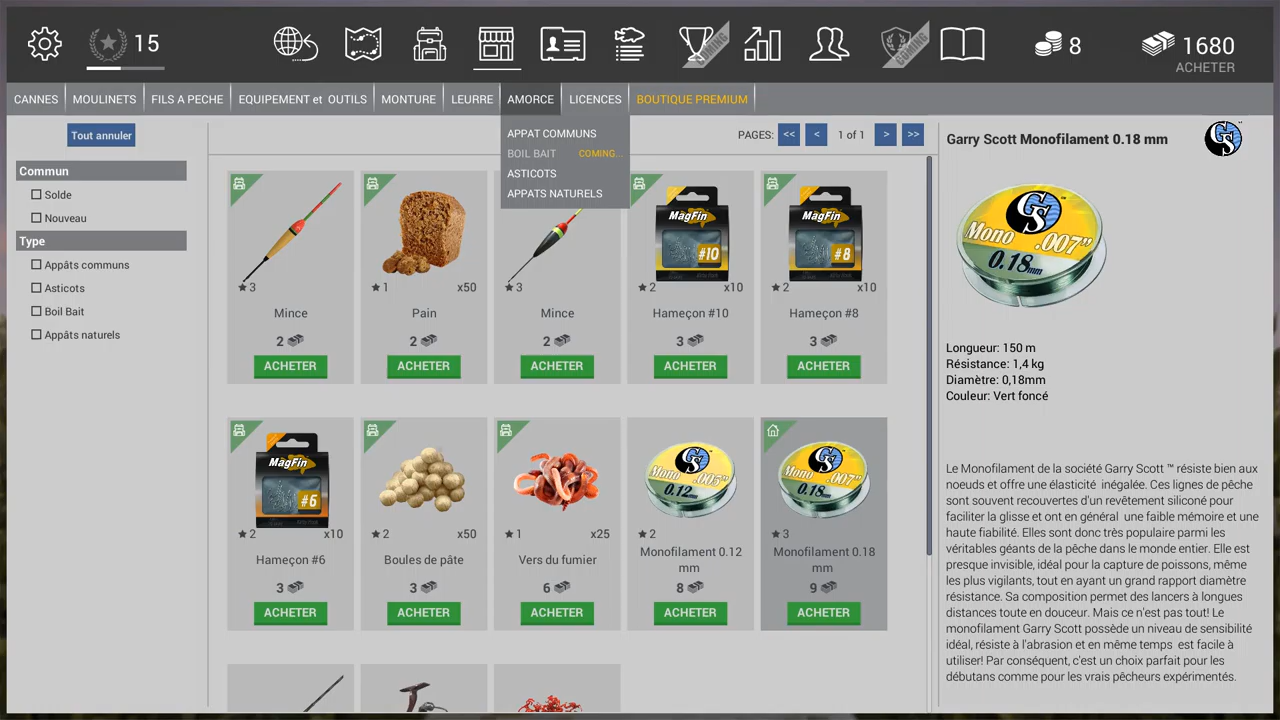 15
COMING
COMING
8
1680
ACHETER
CANNES
MOULINETS
FILS A PECHE
EQUIPEMENT et OUTILS
MONTURE
LEURRE
AMORCE
LICENCES
BOUTIQUE PREMIUM
APPAT COMMUNS
BOIL BAIT COMING...
ASTICOTS
APPATS NATURELS
Tout annuler
Commun
Solde
Nouveau
Type
Appâts communs
Asticots
Boil Bait
Appâts naturels
PAGES: << < 1 of 1 > >>
3
Mince
2
ACHETER
1 x50
Pain
2
ACHETER
3
Mince
2
ACHETER
MAGFIN
#10
2 x10
Hameçon #10
3
ACHETER
MAGFIN
#8
2 x10
Hameçon #8
3
ACHETER
MAGFIN
#6
2 x10
Hameçon #6
3
ACHETER
2 x50
Boules de pâte
3
ACHETER
1 x25
Vers du fumier
6
ACHETER
GS
Mono .005"
0.12mm
2
Monofilament 0.12
mm
8
ACHETER
GS
Mono .007"
0.18mm
3
Monofilament 0.18
mm
9
ACHETER
Garry Scott Monofilament 0.18 mm
GS
GS
Mono .007"
0.18mm
Longueur: 150 m
Résistance: 1,4 kg
Diamètre: 0,18mm
Couleur: Vert foncé
Le Monofilament de la société Garry Scott ™ résiste bien aux
noeuds et offre une élasticité inégalée. Ces lignes de pêche
sont souvent recouvertes d'un revêtement siliconé pour
faciliter la glisse et ont en général une faible mémoire et une
haute fiabilité. Elles sont donc très populaire parmi les
véritables géants de la pêche dans le monde entier. Elle est
presque invisible, idéal pour la capture de poissons, même
les plus vigilants, tout en ayant un grand rapport diamètre
résistance. Sa composition permet des lancers à longues
distances toute en douceur. Mais ce n'est pas tout! Le
monofilament Garry Scott possède un niveau de sensibilité
idéal, résiste à l'abrasion et en même temps est facile à
utiliser! Par conséquent, c'est un choix parfait pour les
débutants comme pour les vrais pêcheurs expérimentés.